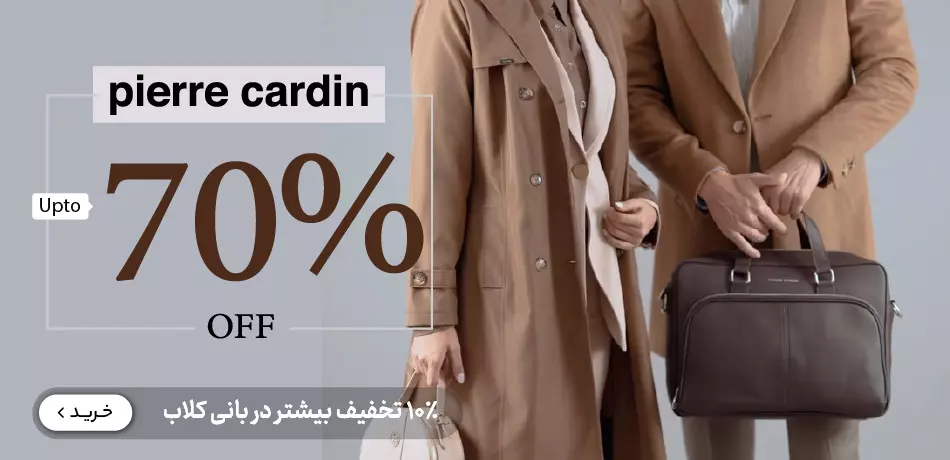 pierre cardin
Upto
70%
OFF
۱۰٪ تخفیف بیشتر در بانی کلاب
خرید ›